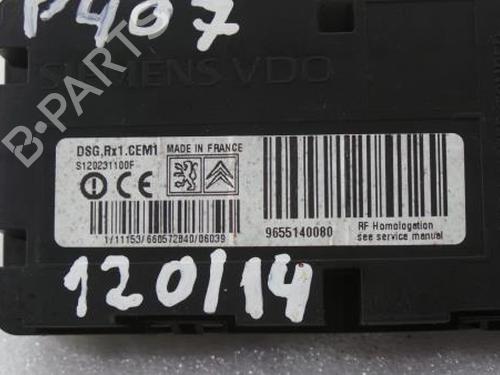 P407
SIEMENS VDO
B-PARTS
DSG,Rx1.CEM1 MADE IN FRANCE
S120231100F
CE
1/11153/660572840/06039
9655140080
RF Homologation
see service manual
120/14